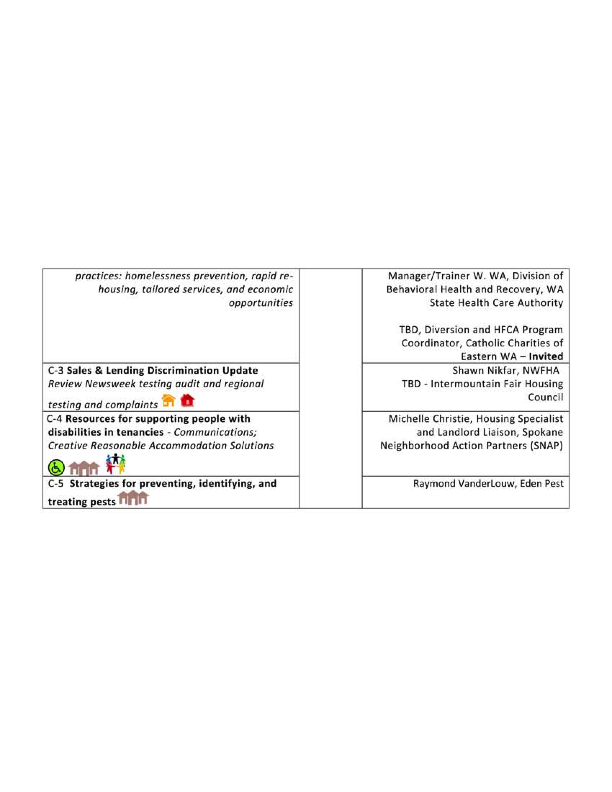 practices: homelessness prevention, rapid re-
housing, tailored services, and economic
opportunities
Manager/Trainer W. WA, Division of
Behavioral Health and Recovery, WA
State Health Care Authority
TBD, Diversion and HFCA Program
Coordinator, Catholic Charities of
Eastern WA – Invited
C-3 Sales & Lending Discrimination Update
Review Newsweek testing audit and regional
testing and complaints
Shawn Nikfar, NWFHA
TBD - Intermountain Fair Housing
Council
C-4 Resources for supporting people with
disabilities in tenancies - Communications;
Creative Reasonable Accommodation Solutions
Michelle Christie, Housing Specialist
and Landlord Liaison, Spokane
Neighborhood Action Partners (SNAP)
C-5 Strategies for preventing, identifying, and
treating pests
Raymond VanderLouw, Eden Pest